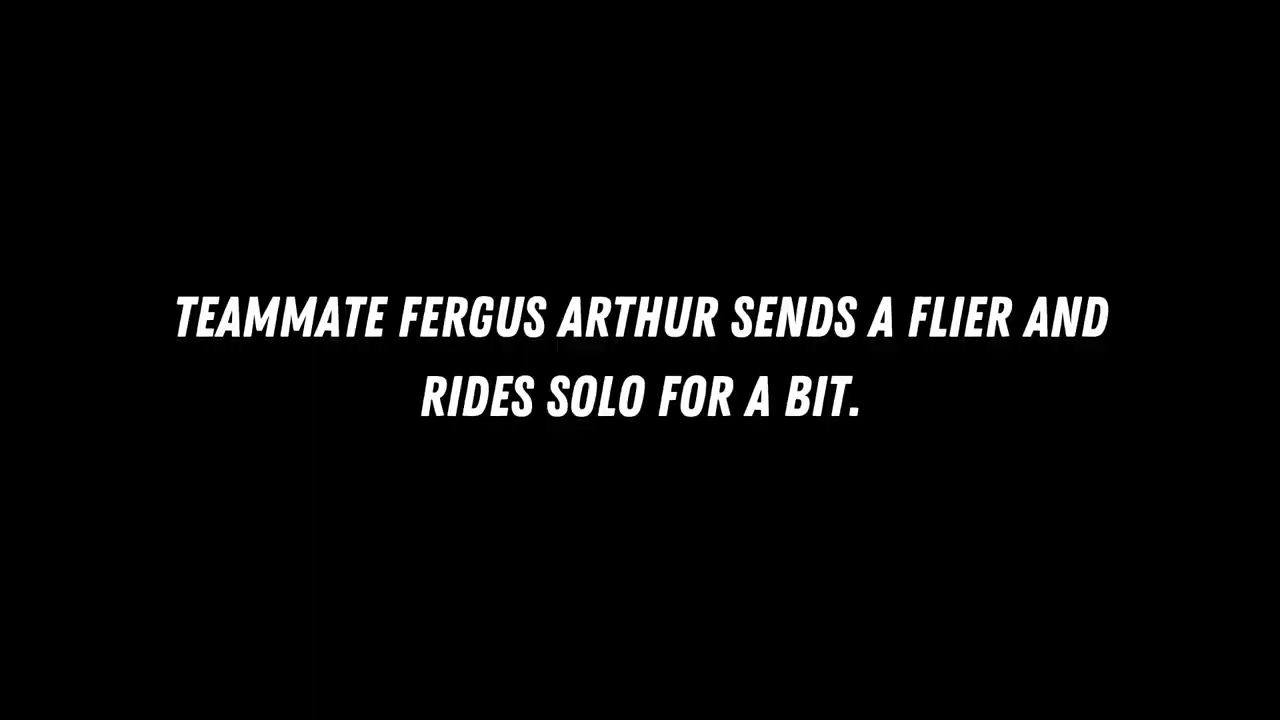 TEAMMATE FERGUS ARTHUR SENDS A FLIER AND
RIDES SOLO FOR A BIT.